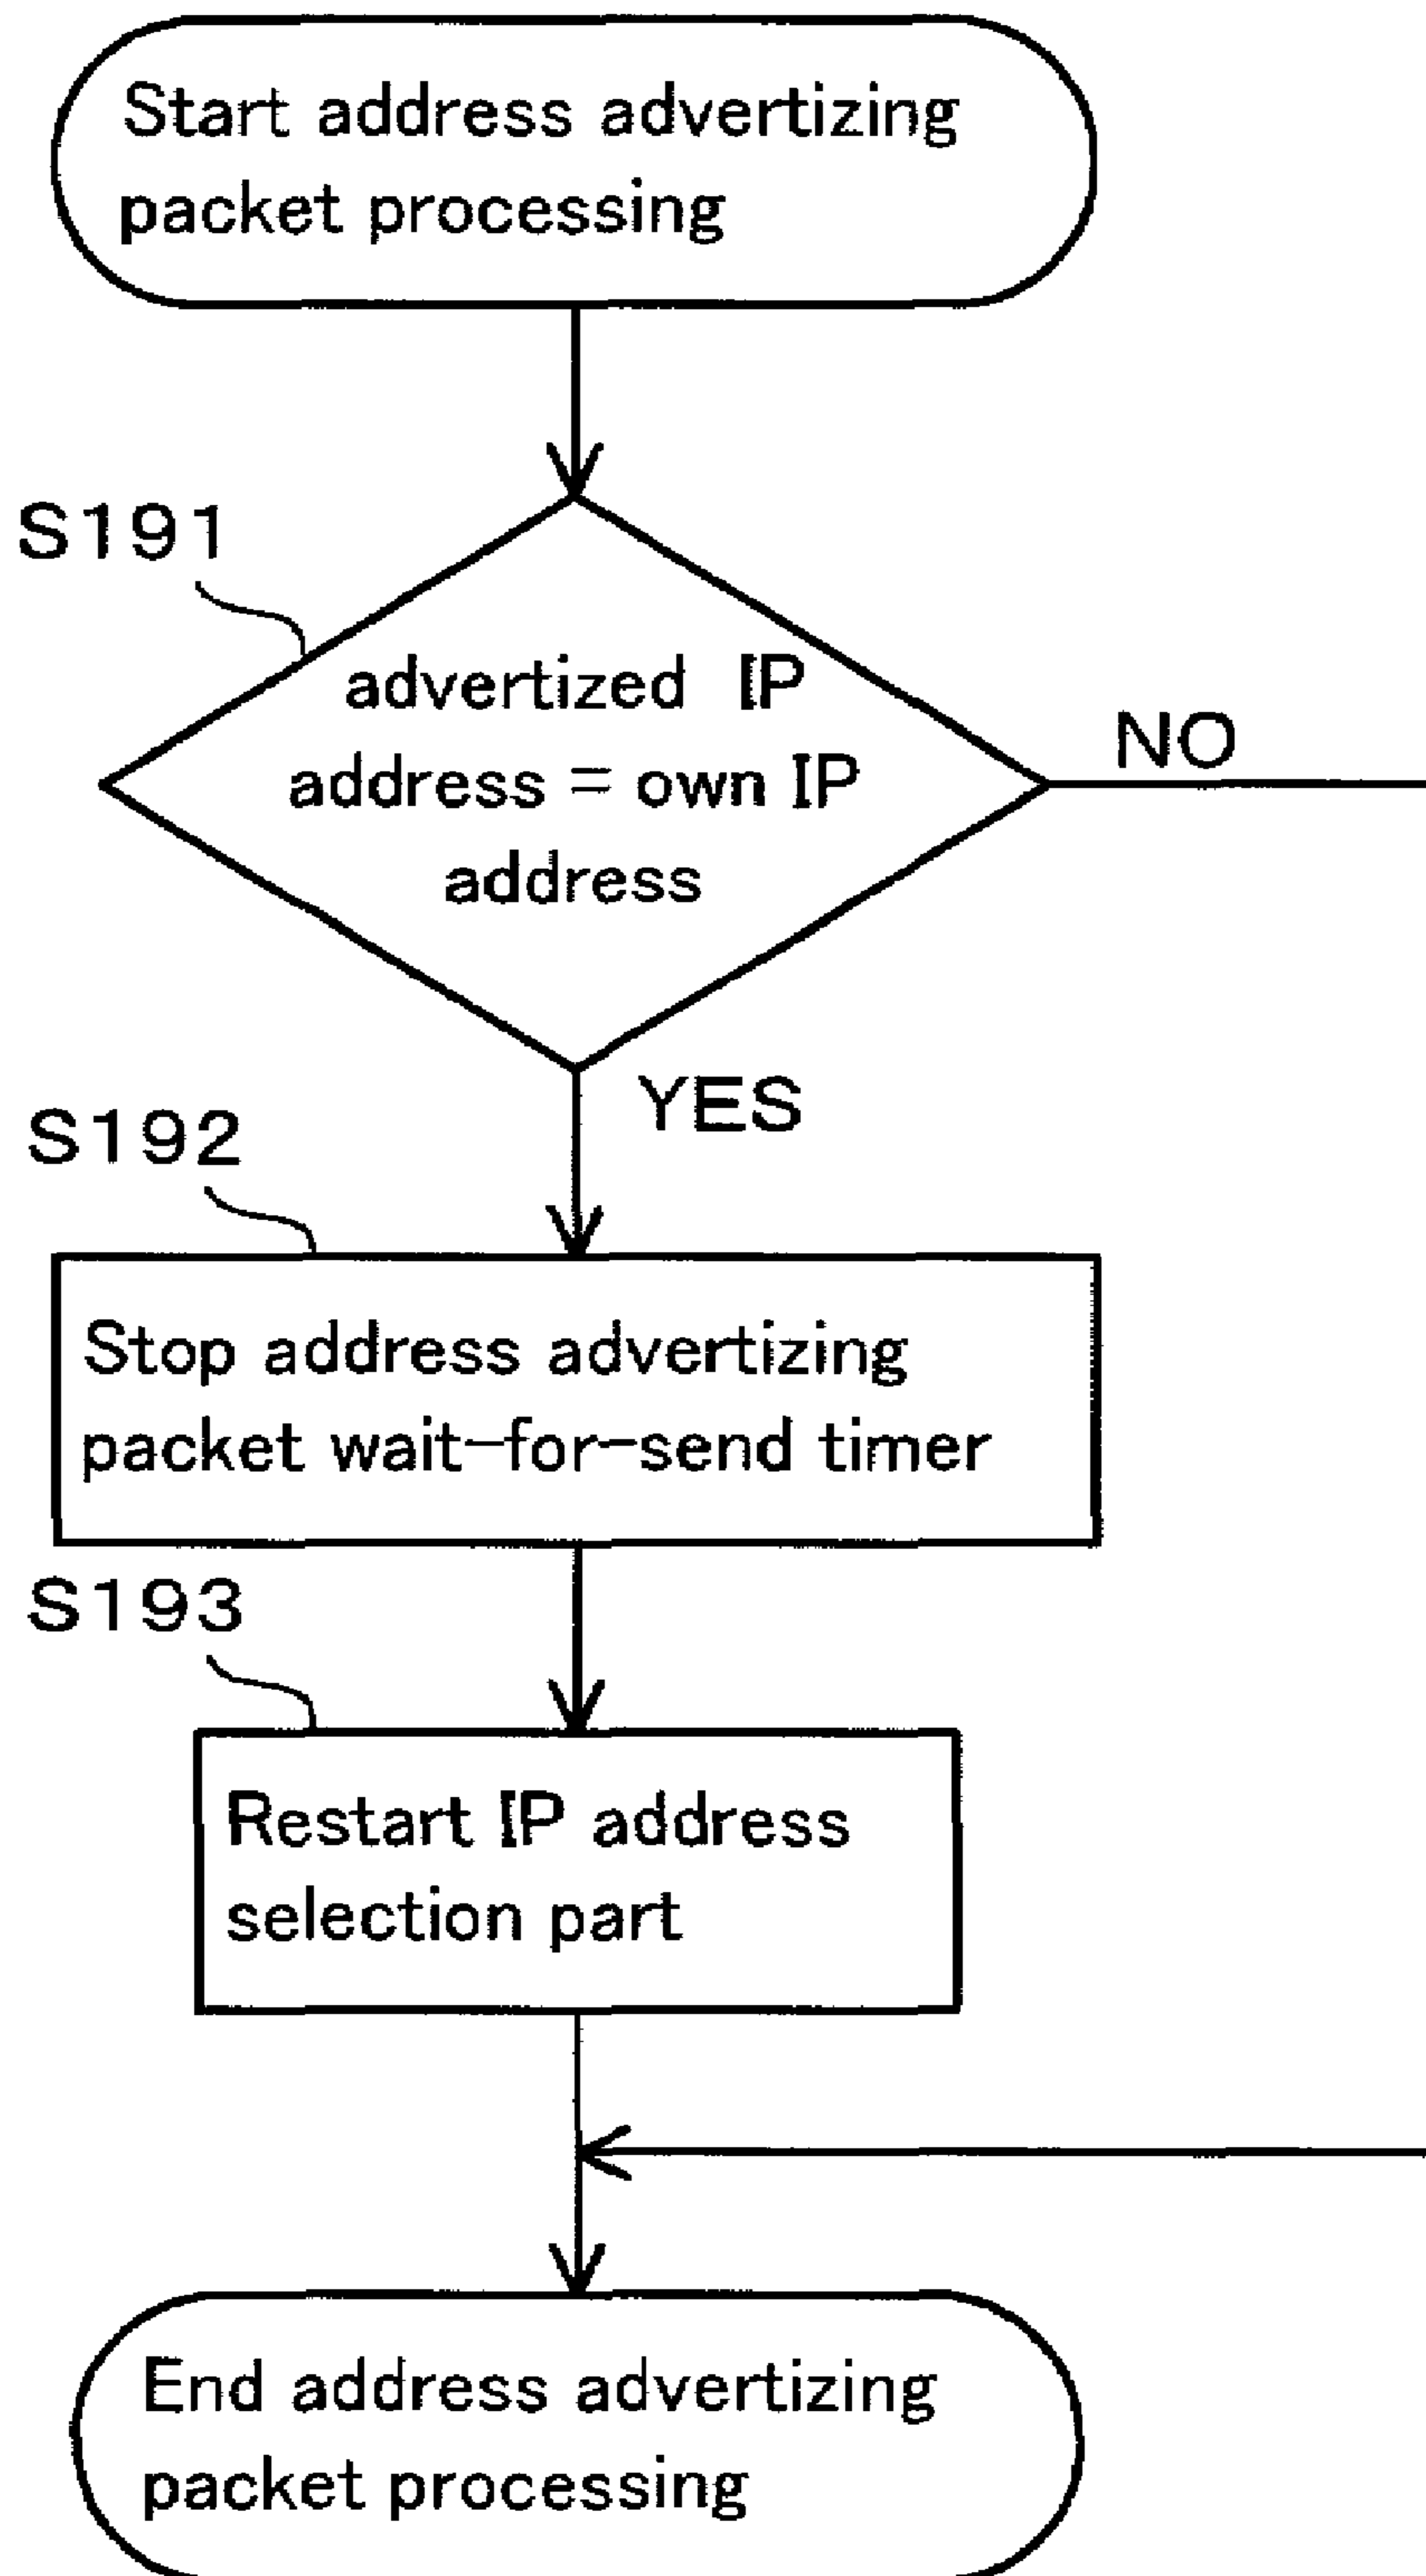 Start address advertizing
packet processing
S191
advertized IP
address = own IP
address
NO
YES
S192
Stop address advertizing
packet wait-for-send timer
S193
Restart IP address
selection part
End address advertizing
packet processing